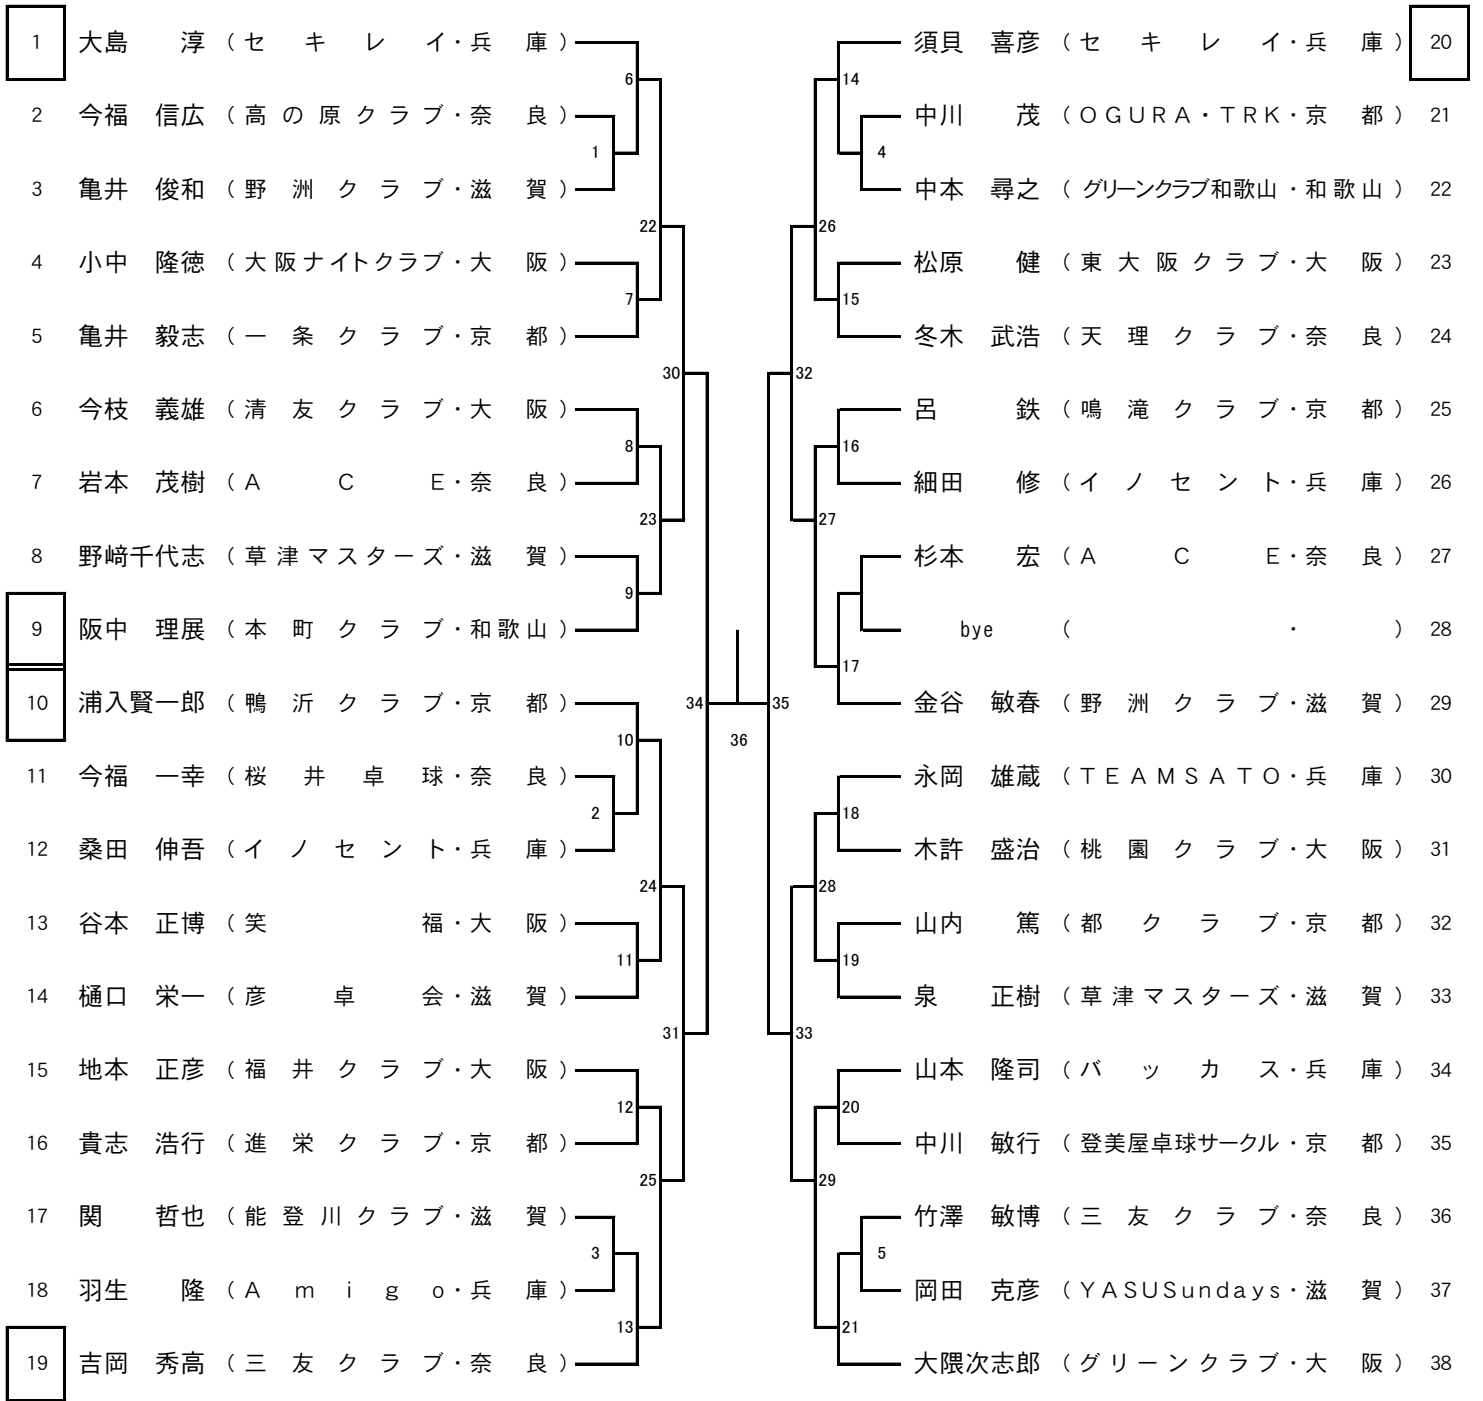 1 大島 淳 (セキレイ・兵庫)
6
2 今福 信広 (高の原クラブ・奈良)
1
3 亀井 俊和 (野洲クラブ・滋賀)
22
4 小中 隆徳 (大阪ナイトクラブ・大阪)
7
5 亀井 毅志 (一条クラブ・京都)
30
6 今枝 義雄 (清友クラブ・大阪)
8
7 岩本 茂樹 (ACE・奈良)
23
8 野﨑千代志 (草津マスターズ・滋賀)
9
9 阪中 理展 (本町クラブ・和歌山)
34
10 浦入賢一郎 (鴨沂クラブ・京都)
10
11 今福 一幸 (桜井卓球・奈良)
2
12 桑田 伸吾 (イノセント・兵庫)
24
13 谷本 正博 (笑福・大阪)
11
14 樋口 栄一 (彦卓会・滋賀)
31
15 地本 正彦 (福井クラブ・大阪)
12
16 貴志 浩行 (進栄クラブ・京都)
25
17 関 哲也 (能登川クラブ・滋賀)
3
18 羽生 隆 (Amigo・兵庫)
13
19 吉岡 秀高 (三友クラブ・奈良)
36
須貝 喜彦 (セキレイ・兵庫) 20
14
中川 茂 (OGURA・TRK・京都) 21
4
中本 尋之 (グリーンクラブ和歌山・和歌山) 22
26
松原 健 (東大阪クラブ・大阪) 23
15
冬木 武浩 (天理クラブ・奈良) 24
32
呂 鉄 (鳴滝クラブ・京都) 25
16
細田 修 (イノセント・兵庫) 26
27
杉本 宏 (ACE・奈良) 27
bye ( ・ ) 28
17
金谷 敏春 (野洲クラブ・滋賀) 29
35
永岡 雄蔵 (TEAMSATO・兵庫) 30
18
木許 盛治 (桃園クラブ・大阪) 31
28
山内 篤 (都クラブ・京都) 32
19
泉 正樹 (草津マスターズ・滋賀) 33
33
山本 隆司 (バッカス・兵庫) 34
20
中川 敏行 (登美屋卓球サークル・京都) 35
29
竹澤 敏博 (三友クラブ・奈良) 36
5
岡田 克彦 (YASUSundays・滋賀) 37
21
大隈次志郎 (グリーンクラブ・大阪) 38